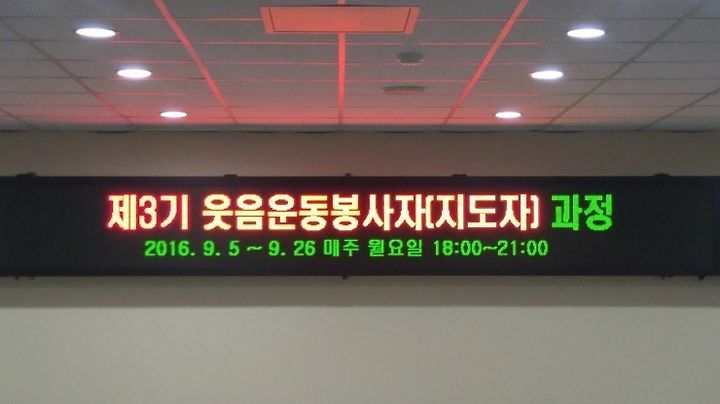 제3기 웃음운동봉사자(지도자) 과정
2016. 9. 5 ~ 9. 26 매주 월요일 18:00~21:00